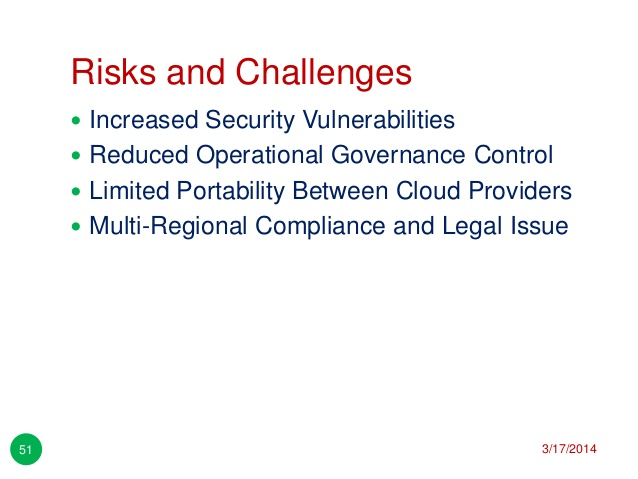 Risks and Challenges
• Increased Security Vulnerabilities
• Reduced Operational Governance Control
• Limited Portability Between Cloud Providers
• Multi-Regional Compliance and Legal Issue
51
3/17/2014